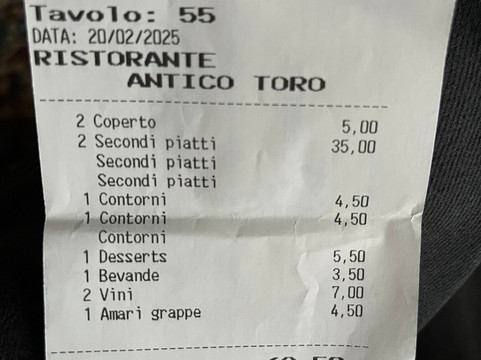 Tavolo: 55
DATA: 20/02/2025
RISTORANTE
ANTICO TORO
2 Coperto 5,00
2 Secondi piatti 35,00
Secondi piatti
Secondi piatti
1 Contorni 4,50
1 Contorni 4,50
Contorni
1 Desserts 5,50
1 Bevande 3,50
2 Vini 7,00
1 Amari grappe 4,50